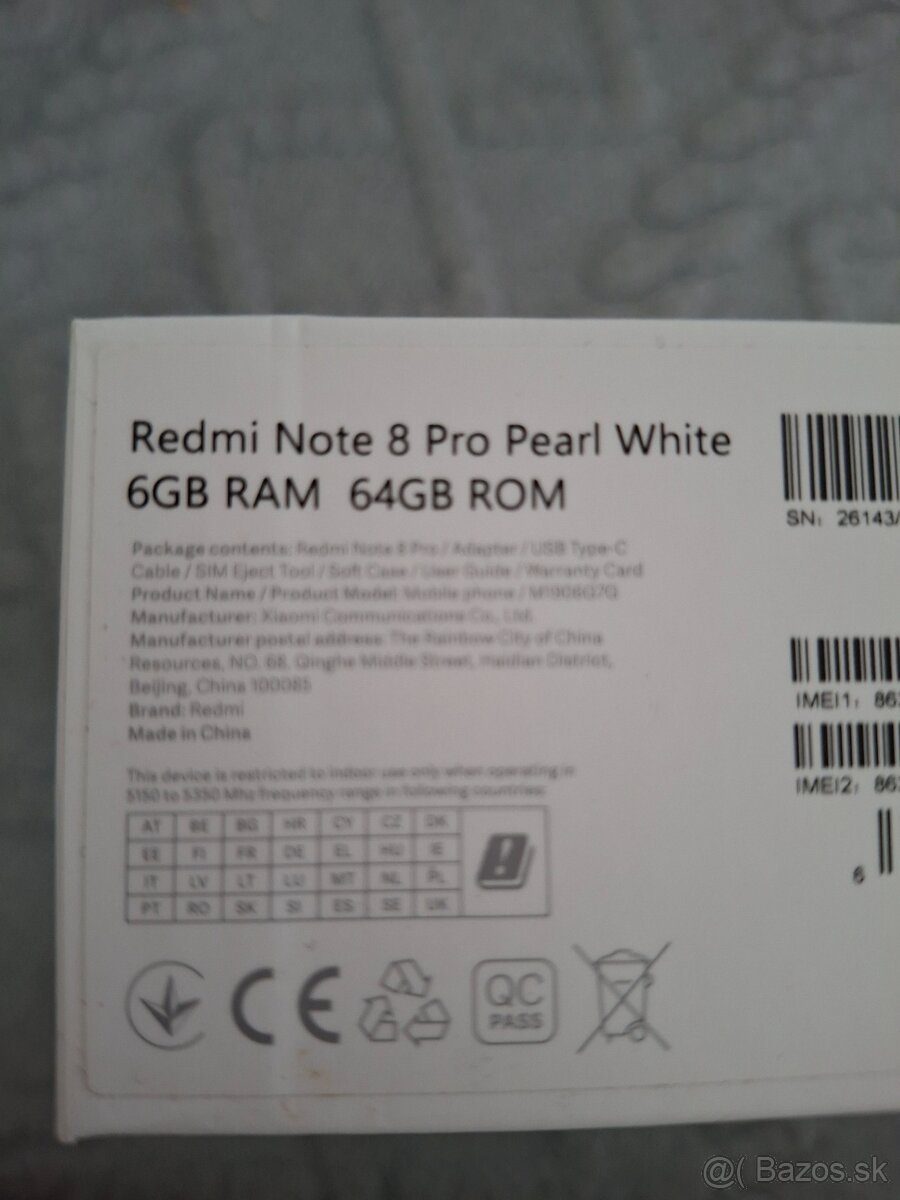 Redmi Note 8 Pro Pearl White
6GB RAM 64GB ROM
Package contents: Redmi Note 8 Pro / Adapter / USB Type-C
Cable / SIM Eject Tool / Soft Case / User Guide / Warranty Card
Product Name / Product Model: Mobile phone / M1906G7G
Manufacturer: Xiaomi Communications Co., Ltd.
Manufacturer postal address: The Rainbow City of China
Resources, NO. 68, Qinghe Middle Street, Haidian District,
Beijing, China 100085
Brand: Redmi
Made in China
This device is restricted to indoor use only when operating in
5150 to 5350 Mhz frequency range in following countries:
AT BE BG HR CY CZ DK
EE FI FR DE EL HU IE
IT LV LT LU MT NL PL
PT RO SK SI ES SE UK
CE
QC
PASS
SN: 26143/
IMEI1: 863
IMEI2: 863
6
@( Bazos.sk